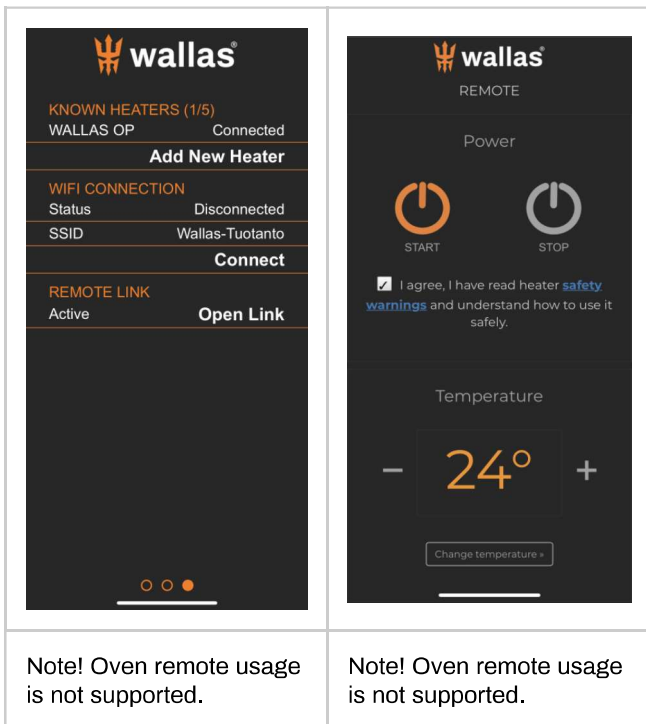 wallas®
KNOWN HEATERS (1/5)
WALLAS OP Connected
Add New Heater
WIFI CONNECTION
Status Disconnected
SSID Wallas-Tuotanto
Connect
REMOTE LINK
Active Open Link
Note! Oven remote usage
is not supported.
wallas®
REMOTE
Power
START STOP
I agree, I have read heater safety
warnings and understand how to use it
safely.
Temperature
− 24° +
Change temperature »
Note! Oven remote usage
is not supported.